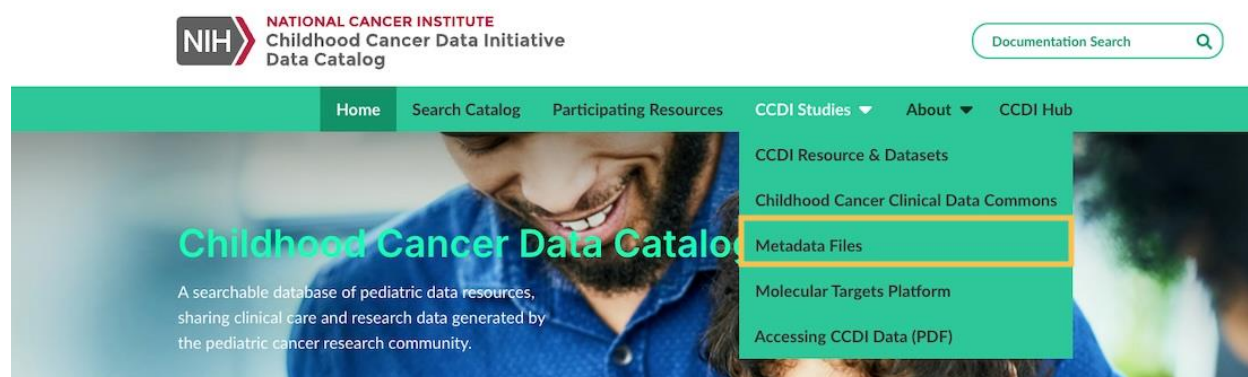 NIH
NATIONAL CANCER INSTITUTE
Childhood Cancer Data Initiative
Data Catalog
Documentation Search
Home
Search Catalog
Participating Resources
CCDI Studies
About
CCDI Hub
CCDI Resource & Datasets
Childhood Cancer Clinical Data Commons
Metadata Files
Molecular Targets Platform
Accessing CCDI Data (PDF)
Childhood Cancer Data Catalo
A searchable database of pediatric data resources,
sharing clinical care and research data generated by
the pediatric cancer research community.